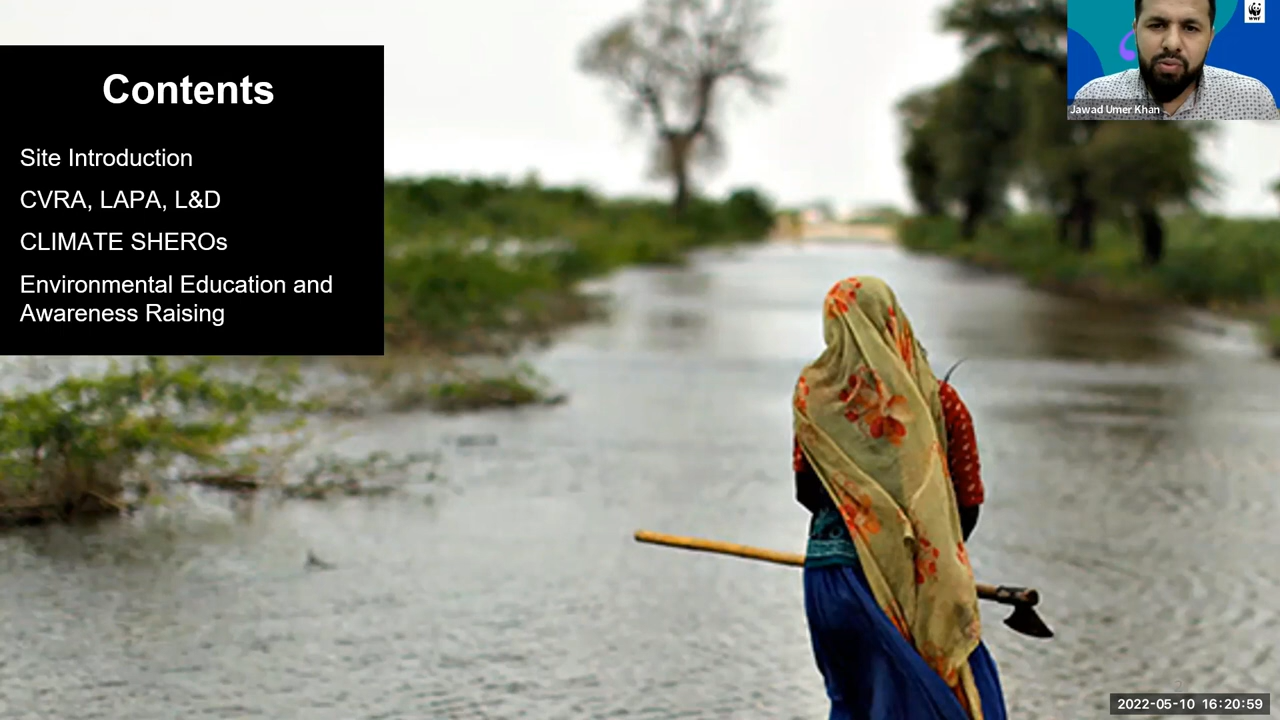 Contents
Site Introduction
CVRA, LAPA, L&D
CLIMATE SHEROs
Environmental Education and
Awareness Raising
WWF
Jawad Umer Khan
2022-05-10 16:20:59